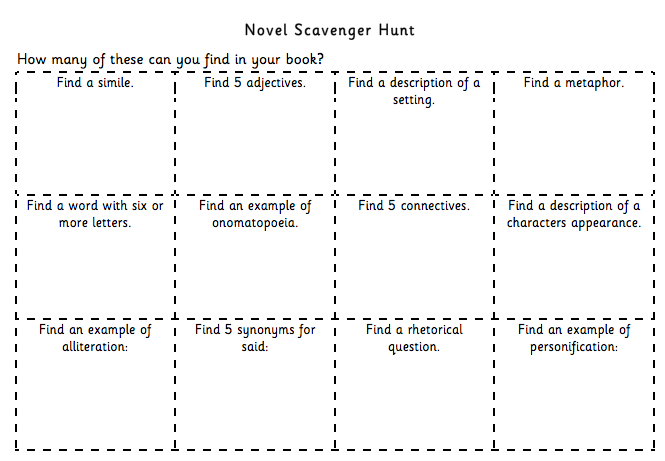 Novel Scavenger Hunt
How many of these can you find in your book?
Find a simile.
Find 5 adjectives.
Find a description of a
setting.
Find a metaphor.
Find a word with six or
more letters.
Find an example of
onomatopoeia.
Find 5 connectives.
Find a description of a
characters appearance.
Find an example of
alliteration:
Find 5 synonyms for
said:
Find a rhetorical
question.
Find an example of
personification: